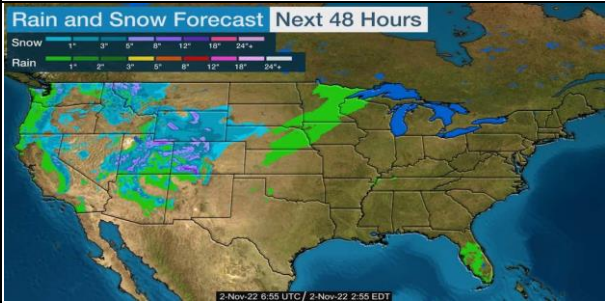 Rain and Snow Forecast Next 48 Hours
Snow 1" 3" 5" 8" 12" 18" 24"+
Rain 1" 2" 3" 5" 8" 12" 18" 24"+
2-Nov-22 6:55 UTC / 2-Nov-22 2:55 EDT